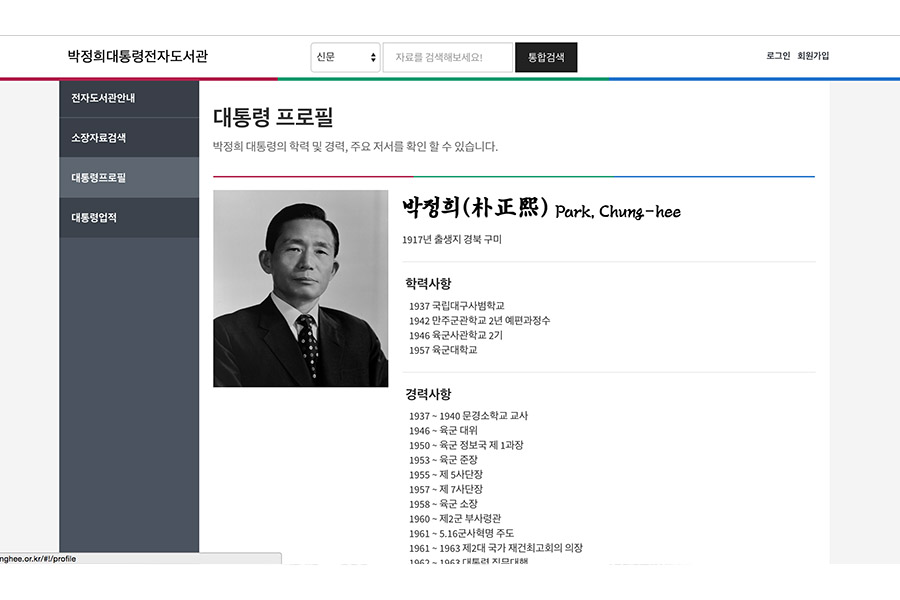 박정희대통령전자도서관
신문
자료를 검색해보세요!
통합검색
로그인 회원가입
전자도서관안내
소장자료검색
대통령프로필
대통령업적
대통령 프로필
박정희 대통령의 학력 및 경력, 주요 저서를 확인 할 수 있습니다.
박정희(朴正熙) Park, Chung-hee
1917년 출생지 경북 구미
학력사항
1937 국립대구사범학교
1942 만주군관학교 2년 예편과정수
1946 육군사관학교 2기
1957 육군대학교
경력사항
1937 ~ 1940 문경소학교 교사
1946 ~ 육군 대위
1950 ~ 육군 정보국 제 1과장
1953 ~ 육군 준장
1955 ~ 제 5사단장
1957 ~ 제 7사단장
1958 ~ 육군 소장
1960 ~ 제2군 부사령관
1961 ~ 5.16군사혁명 주도
1961 ~ 1963 제2대 국가 재건최고회의 의장
1962 ~ 1963 대통령 직무대행
nghee.or.kr/#!/profile